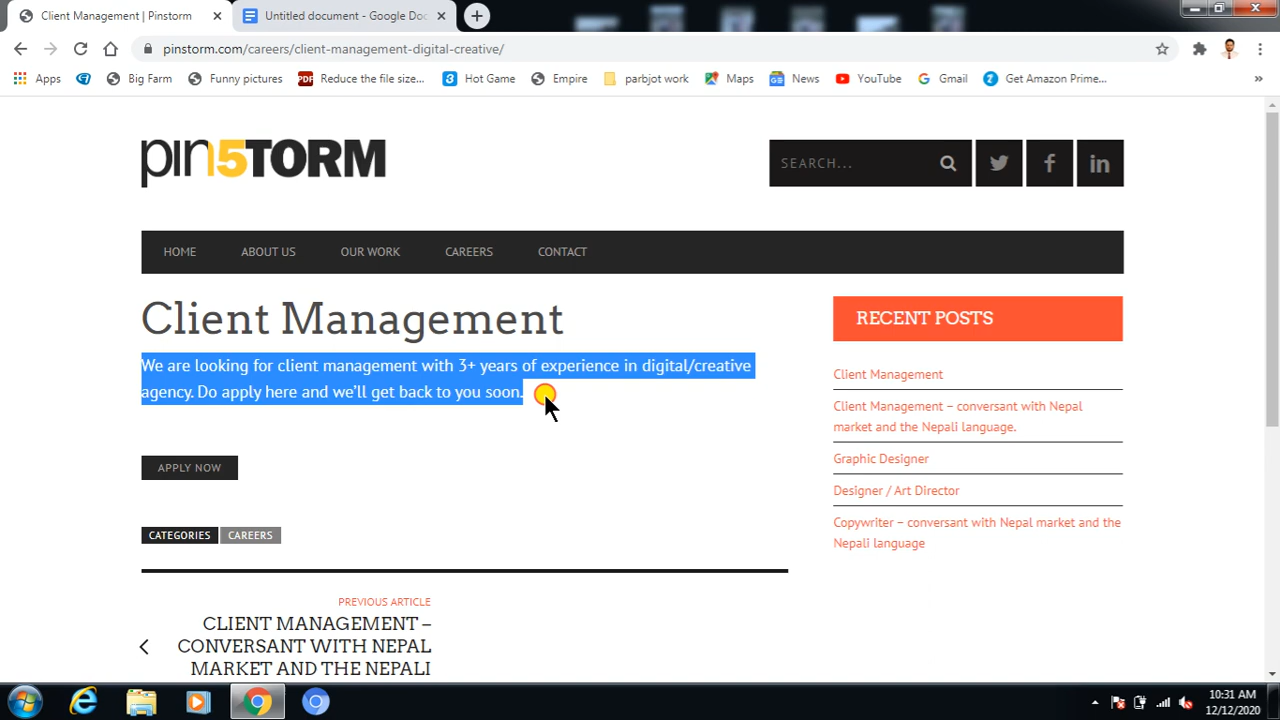 Client Management | Pinstorm
Untitled document - Google Doc
pinstorm.com/careers/client-management-digital-creative/
Apps
Big Farm
Funny pictures
PDF
Reduce the file size...
3
Hot Game
Empire
parbjot work
Maps
News
YouTube
Gmail
Get Amazon Prime...
pin5TORM
SEARCH...
HOME
ABOUT US
OUR WORK
CAREERS
CONTACT
Client Management
We are looking for client management with 3+ years of experience in digital/creative
agency. Do apply here and we'll get back to you soon.
APPLY NOW
CATEGORIES
CAREERS
PREVIOUS ARTICLE
CLIENT MANAGEMENT –
CONVERSANT WITH NEPAL
MARKET AND THE NEPALI
RECENT POSTS
Client Management
Client Management – conversant with Nepal
market and the Nepali language.
Graphic Designer
Designer / Art Director
Copywriter – conversant with Nepal market and the
Nepali language
10:31 AM
12/12/2020